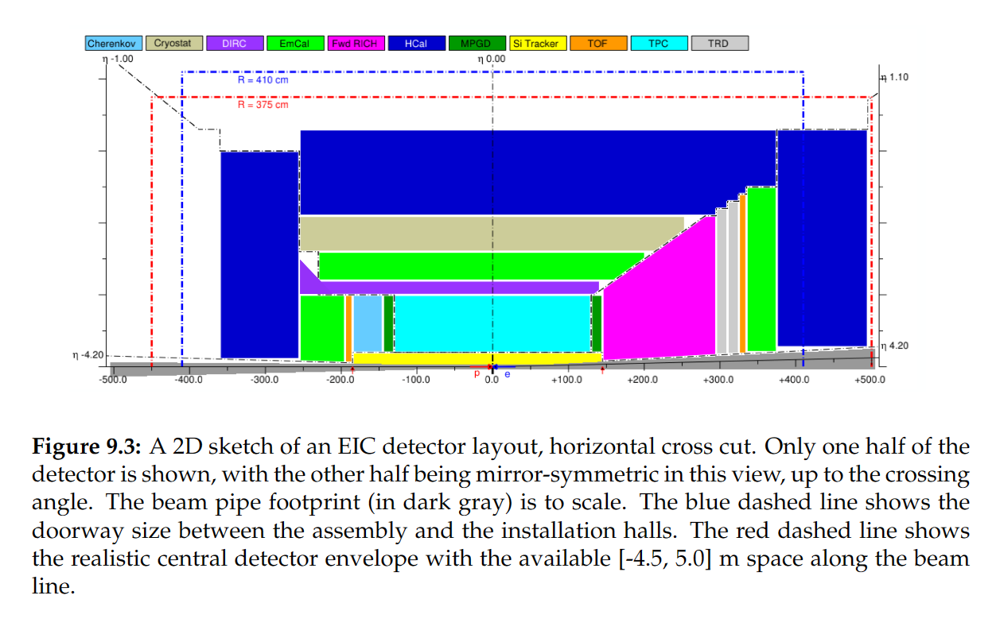 Cherenkov Cryostat DIRC EmCal Fwd RICH HCal MPGD Si Tracker TOF TPC TRD
η -1.00 η 0.00
η 1.10
R = 410 cm
R = 375 cm
η -4.20 η 4.20
p e
-500.0 -400.0 -300.0 -200.0 -100.0 0.0 +100.0 +200.0 +300.0 +400.0 +500.0
Figure 9.3: A 2D sketch of an EIC detector layout, horizontal cross cut. Only one half of the
detector is shown, with the other half being mirror-symmetric in this view, up to the crossing
angle. The beam pipe footprint (in dark gray) is to scale. The blue dashed line shows the
doorway size between the assembly and the installation halls. The red dashed line shows
the realistic central detector envelope with the available [-4.5, 5.0] m space along the beam
line.